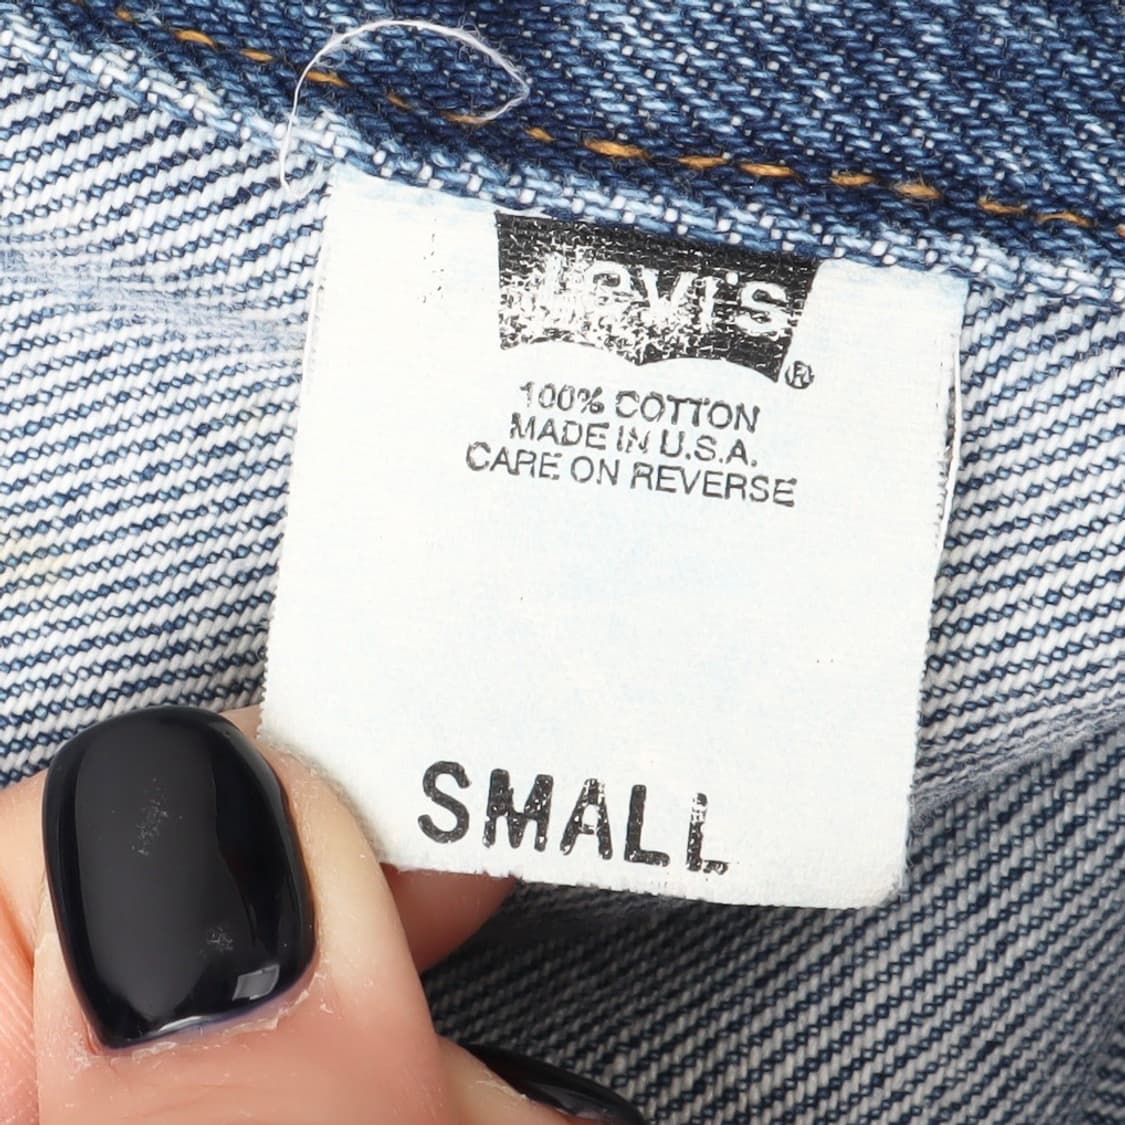 Levi's ®
100% COTTON
MADE IN U.S.A.
CARE ON REVERSE
SMALL